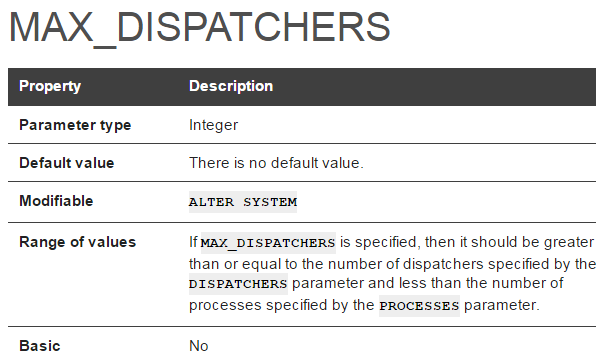 MAX_DISPATCHERS
Property Description
Parameter type Integer
Default value There is no default value.
Modifiable ALTER SYSTEM
Range of values If MAX_DISPATCHERS is specified, then it should be greater
than or equal to the number of dispatchers specified by the
DISPATCHERS parameter and less than the number of
processes specified by the PROCESSES parameter.
Basic No